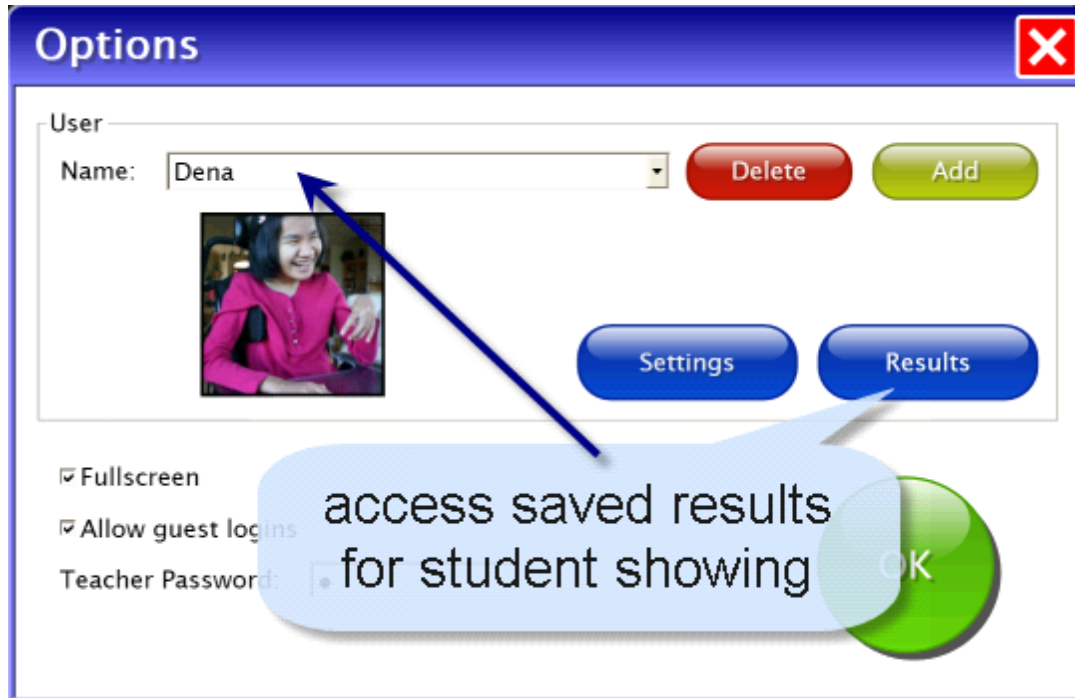 Options
User
Name: Dena Delete Add
Settings Results
Fullscreen
Allow guest logins
Teacher Password:
access saved results
for student showing
OK